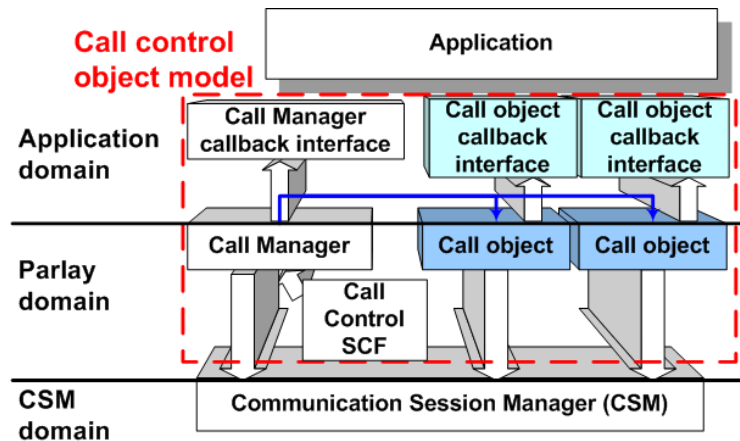 Call control
object model
Application
Call Manager
callback interface
Call object
callback
interface
Call object
callback
interface
Application
domain
Call Manager
Call object
Call object
Parlay
domain
Call
Control
SCF
CSM
domain
Communication Session Manager (CSM)